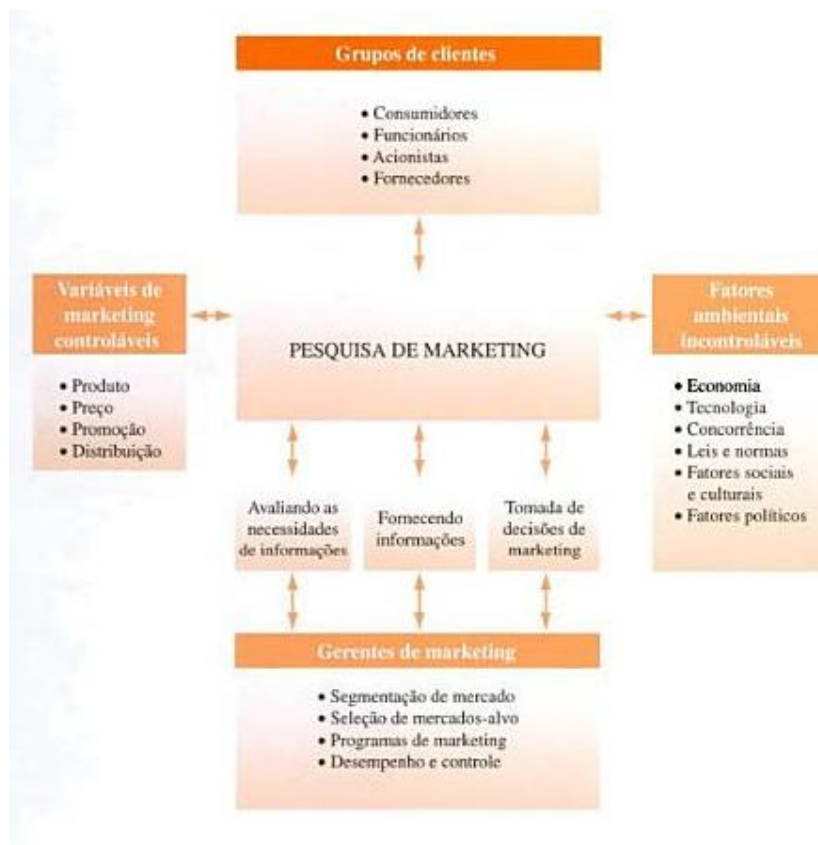 Grupos de clientes
• Consumidores
• Funcionários
• Acionistas
• Fornecedores
Variáveis de
marketing
controláveis
• Produto
• Preço
• Promoção
• Distribuição
PESQUISA DE MARKETING
Fatores
ambientais
incontroláveis
• Economia
• Tecnologia
• Concorrência
• Leis e normas
• Fatores sociais
e culturais
• Fatores políticos
Avaliando as
necessidades
de informações
Fornecendo
informações
Tomada de
decisões de
marketing
Gerentes de marketing
• Segmentação de mercado
• Seleção de mercados-alvo
• Programas de marketing
• Desempenho e controle